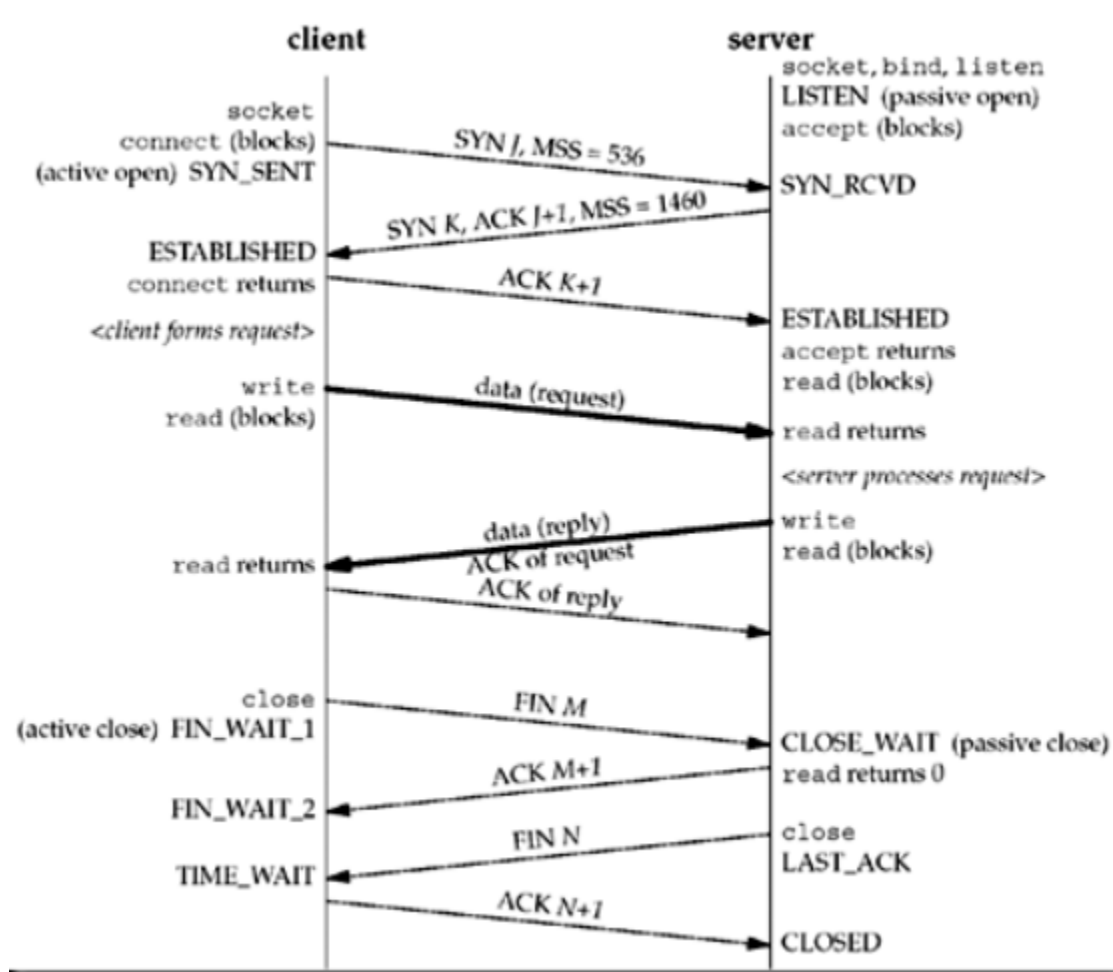 client
server
socket, bind, listen
LISTEN (passive open)
accept (blocks)
socket
connect (blocks)
(active open) SYN_SENT
SYN J, MSS = 536
SYN_RCVD
SYN K, ACK J+1, MSS = 1460
ESTABLISHED
connect returns
ACK K+1
<client forms request>
ESTABLISHED
accept returns
read (blocks)
write
read (blocks)
data (request)
read returns
<server processes request>
write
read (blocks)
data (reply)
ACK of request
read returns
ACK of reply
close
(active close) FIN_WAIT_1
FIN M
CLOSE_WAIT (passive close)
read returns 0
ACK M+1
FIN_WAIT_2
close
LAST_ACK
FIN N
TIME_WAIT
ACK N+1
CLOSED